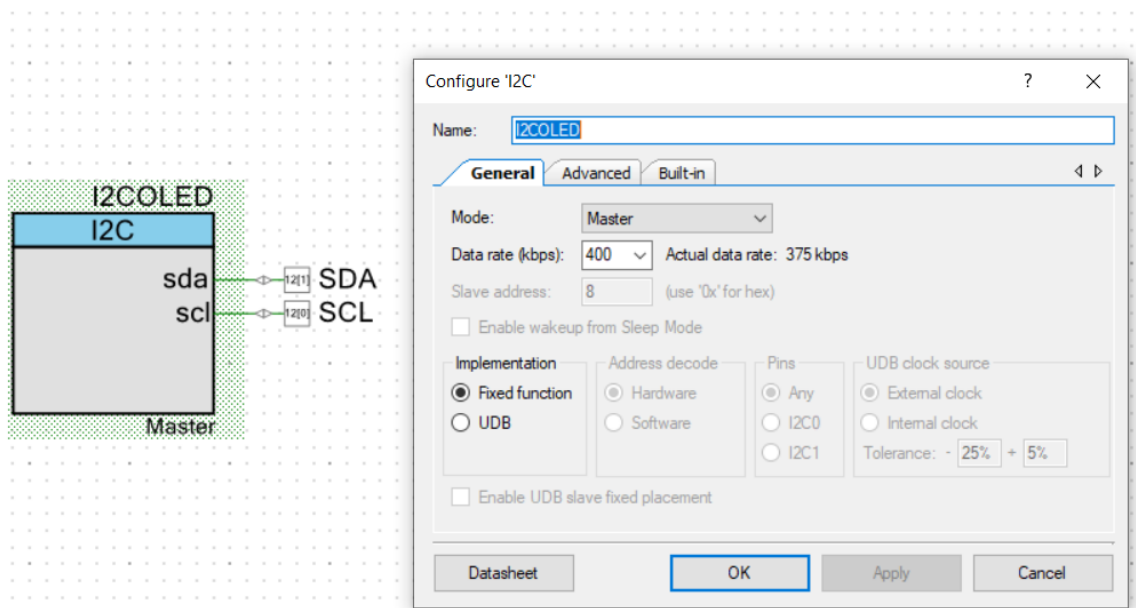 I2COLED
I2C
sda 12[1] SDA
scl 12[0] SCL
Master
Configure 'I2C' ?
Name: I2COLED
General Advanced Built-in
Mode: Master
Data rate (kbps): 400 Actual data rate: 375 kbps
Slave address: 8 (use '0x' for hex)
Enable wakeup from Sleep Mode
Implementation Address decode Pins UDB clock source
Fixed function Hardware Any External clock
UDB Software I2C0 Internal clock
I2C1 Tolerance: - 25% + 5%
Enable UDB slave fixed placement
Datasheet OK Apply Cancel